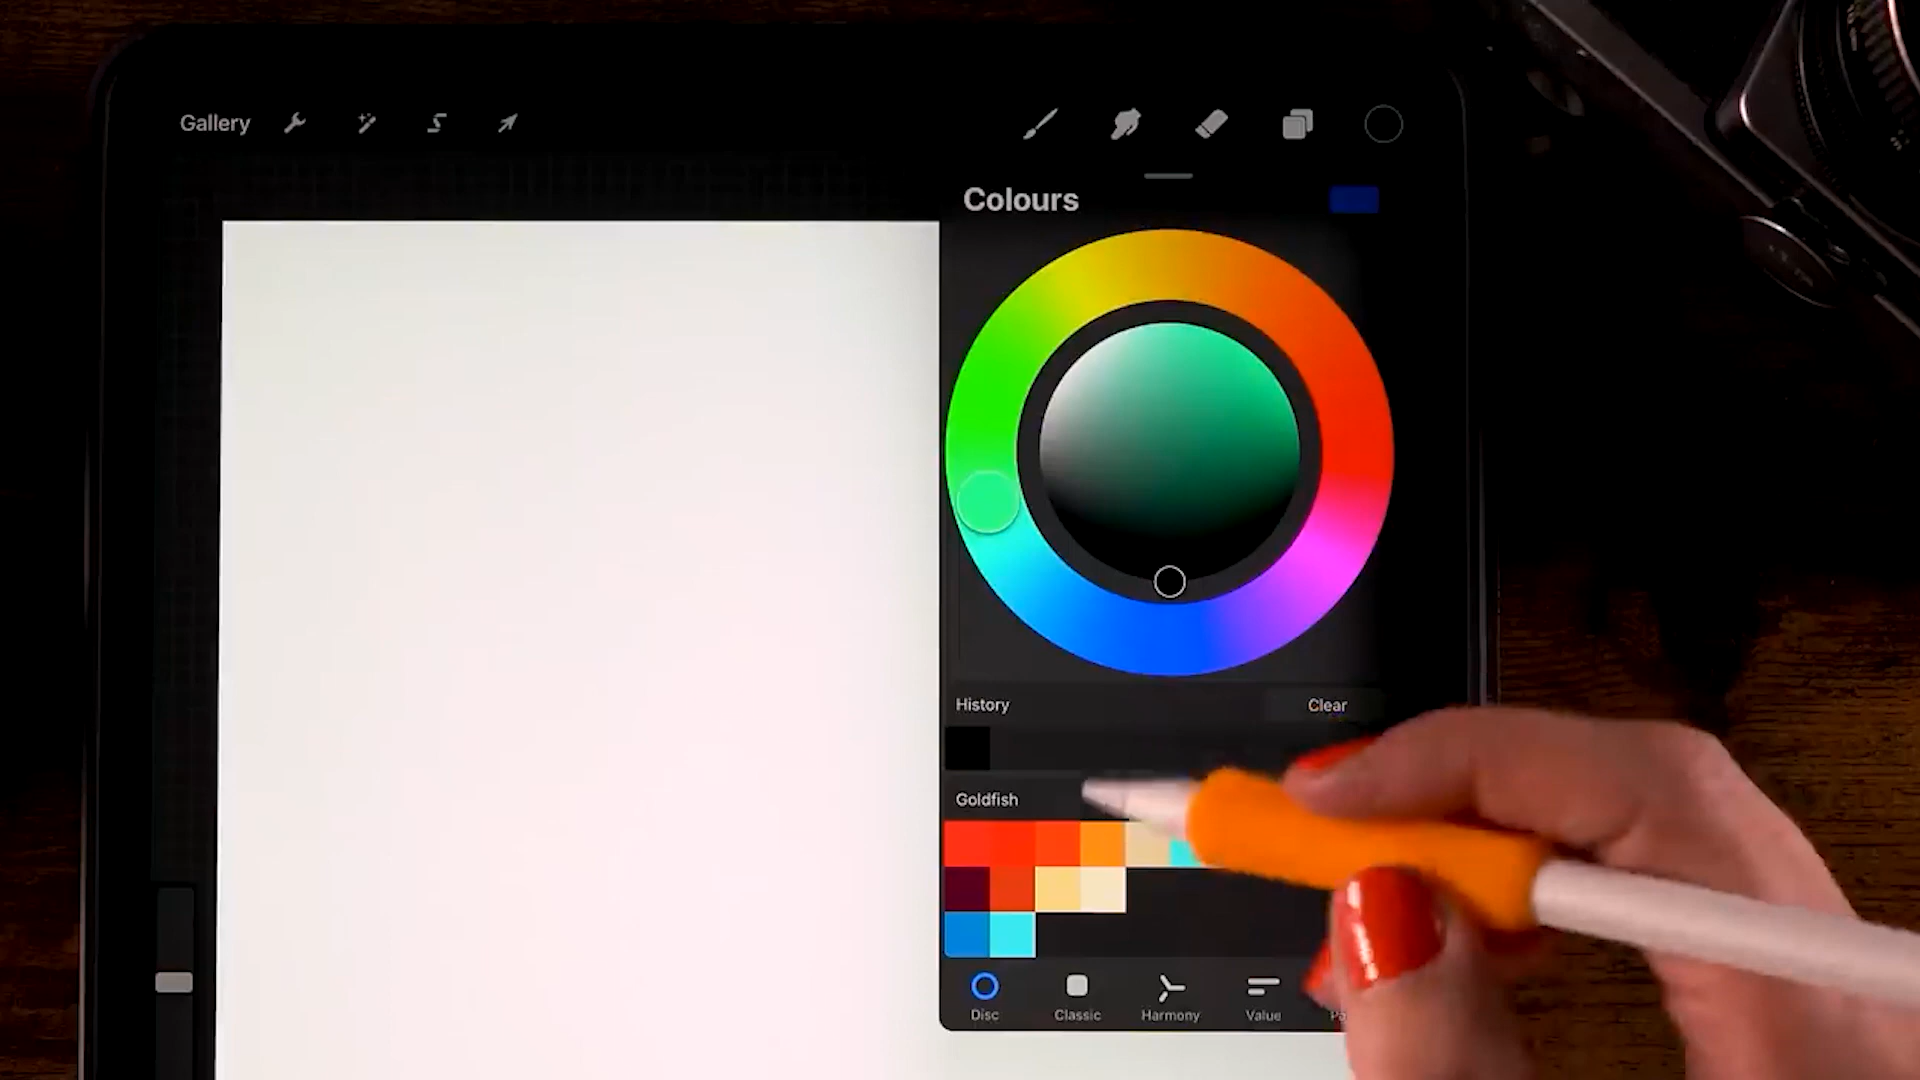 Gallery
Colours
History
Clear
Goldfish
Disc
Classic
Harmony
Value